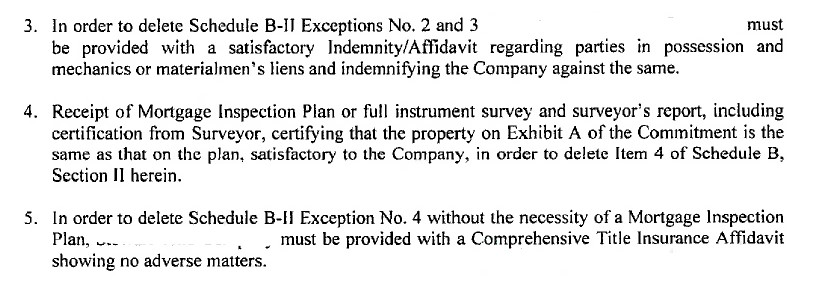 3. In order to delete Schedule B-II Exceptions No. 2 and 3 must
be provided with a satisfactory Indemnity/Affidavit regarding parties in possession and
mechanics or materialmen's liens and indemnifying the Company against the same.
4. Receipt of Mortgage Inspection Plan or full instrument survey and surveyor's report, including
certification from Surveyor, certifying that the property on Exhibit A of the Commitment is the
same as that on the plan, satisfactory to the Company, in order to delete Item 4 of Schedule B,
Section II herein.
5. In order to delete Schedule B-II Exception No. 4 without the necessity of a Mortgage Inspection
Plan, must be provided with a Comprehensive Title Insurance Affidavit
showing no adverse matters.